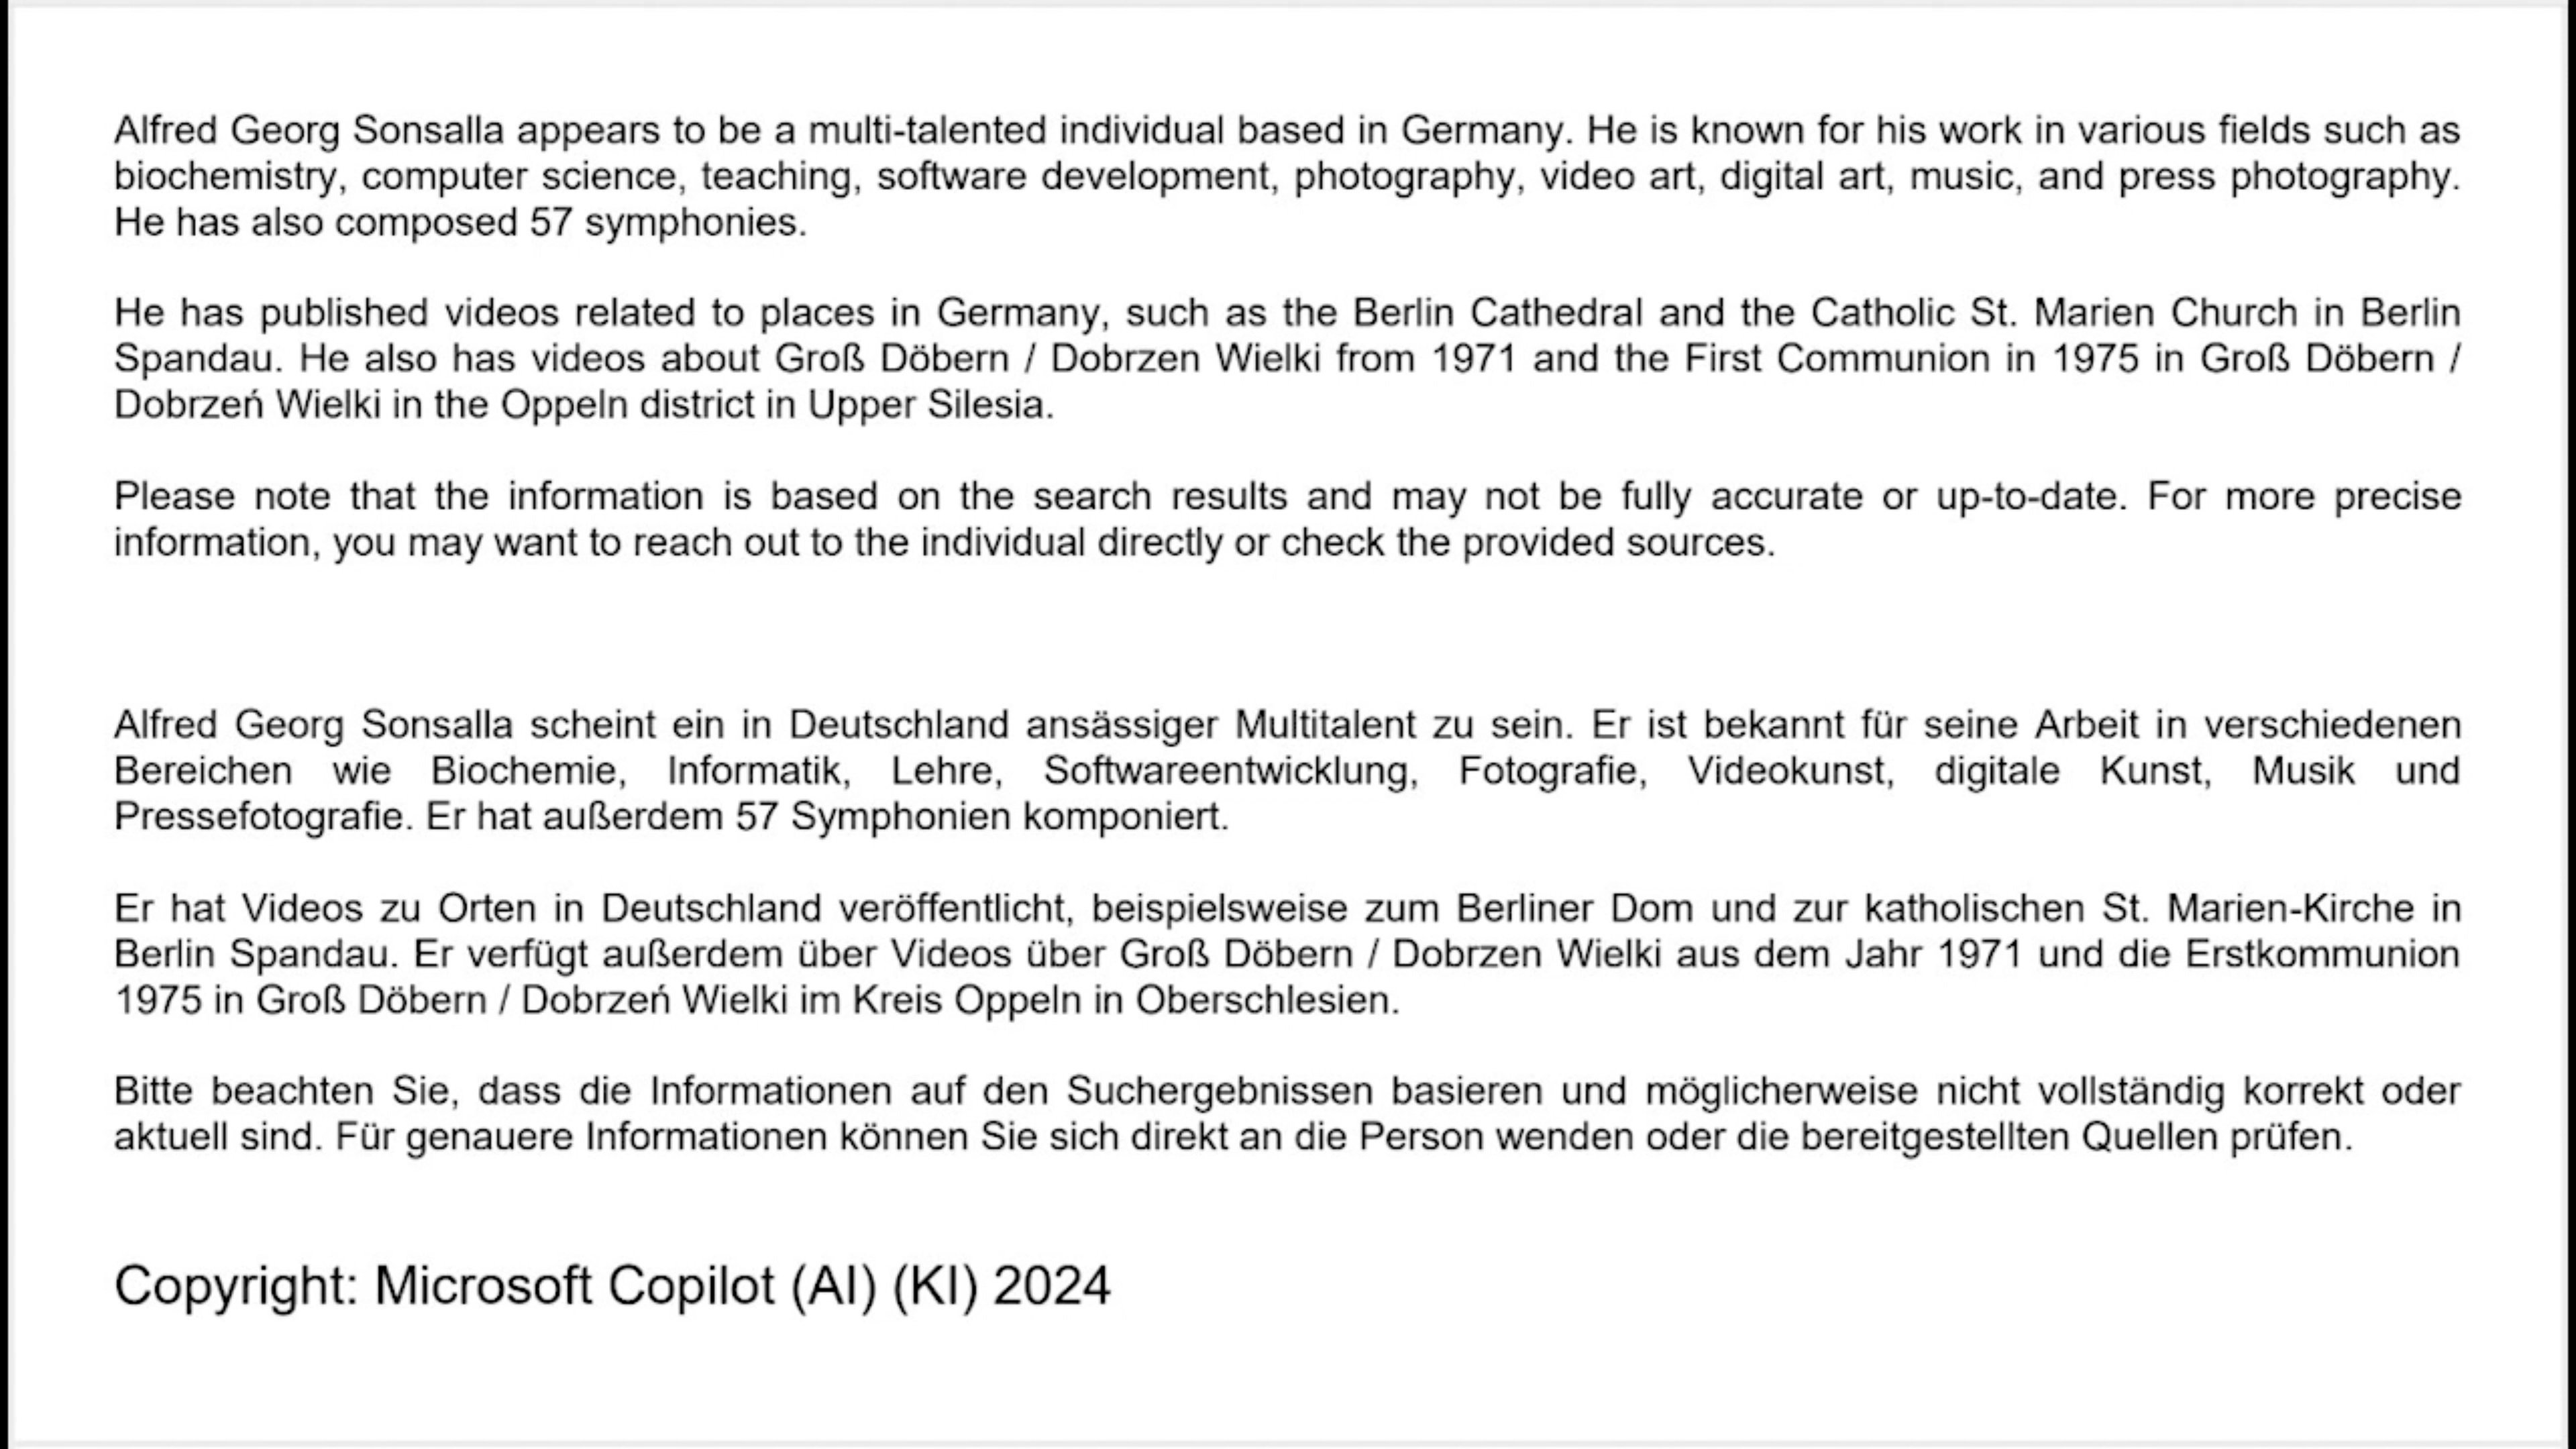 Alfred Georg Sonsalla appears to be a multi-talented individual based in Germany. He is known for his work in various fields such as
biochemistry, computer science, teaching, software development, photography, video art, digital art, music, and press photography.
He has also composed 57 symphonies.
He has published videos related to places in Germany, such as the Berlin Cathedral and the Catholic St. Marien Church in Berlin
Spandau. He also has videos about Groß Döbern / Dobrzen Wielki from 1971 and the First Communion in 1975 in Groß Döbern /
Dobrzeń Wielki in the Oppeln district in Upper Silesia.
Please note that the information is based on the search results and may not be fully accurate or up-to-date. For more precise
information, you may want to reach out to the individual directly or check the provided sources.
Alfred Georg Sonsalla scheint ein in Deutschland ansässiger Multitalent zu sein. Er ist bekannt für seine Arbeit in verschiedenen
Bereichen wie Biochemie, Informatik, Lehre, Softwareentwicklung, Fotografie, Videokunst, digitale Kunst, Musik und
Pressefotografie. Er hat außerdem 57 Symphonien komponiert.
Er hat Videos zu Orten in Deutschland veröffentlicht, beispielsweise zum Berliner Dom und zur katholischen St. Marien-Kirche in
Berlin Spandau. Er verfügt außerdem über Videos über Groß Döbern / Dobrzen Wielki aus dem Jahr 1971 und die Erstkommunion
1975 in Groß Döbern / Dobrzeń Wielki im Kreis Oppeln in Oberschlesien.
Bitte beachten Sie, dass die Informationen auf den Suchergebnissen basieren und möglicherweise nicht vollständig korrekt oder
aktuell sind. Für genauere Informationen können Sie sich direkt an die Person wenden oder die bereitgestellten Quellen prüfen.
Copyright: Microsoft Copilot (AI) (KI) 2024